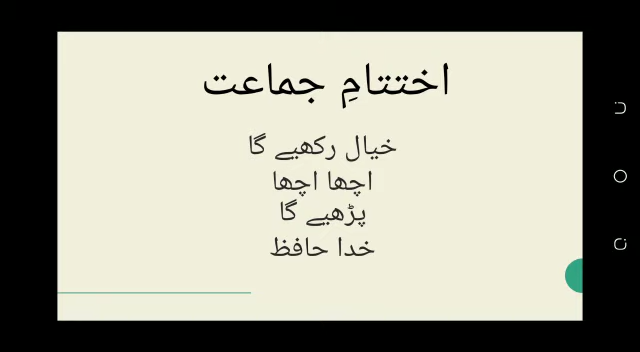 اختتامِ جماعت
خیال رکھیے گا
اچھا اچھا
پڑھیے گا
خدا حافظ